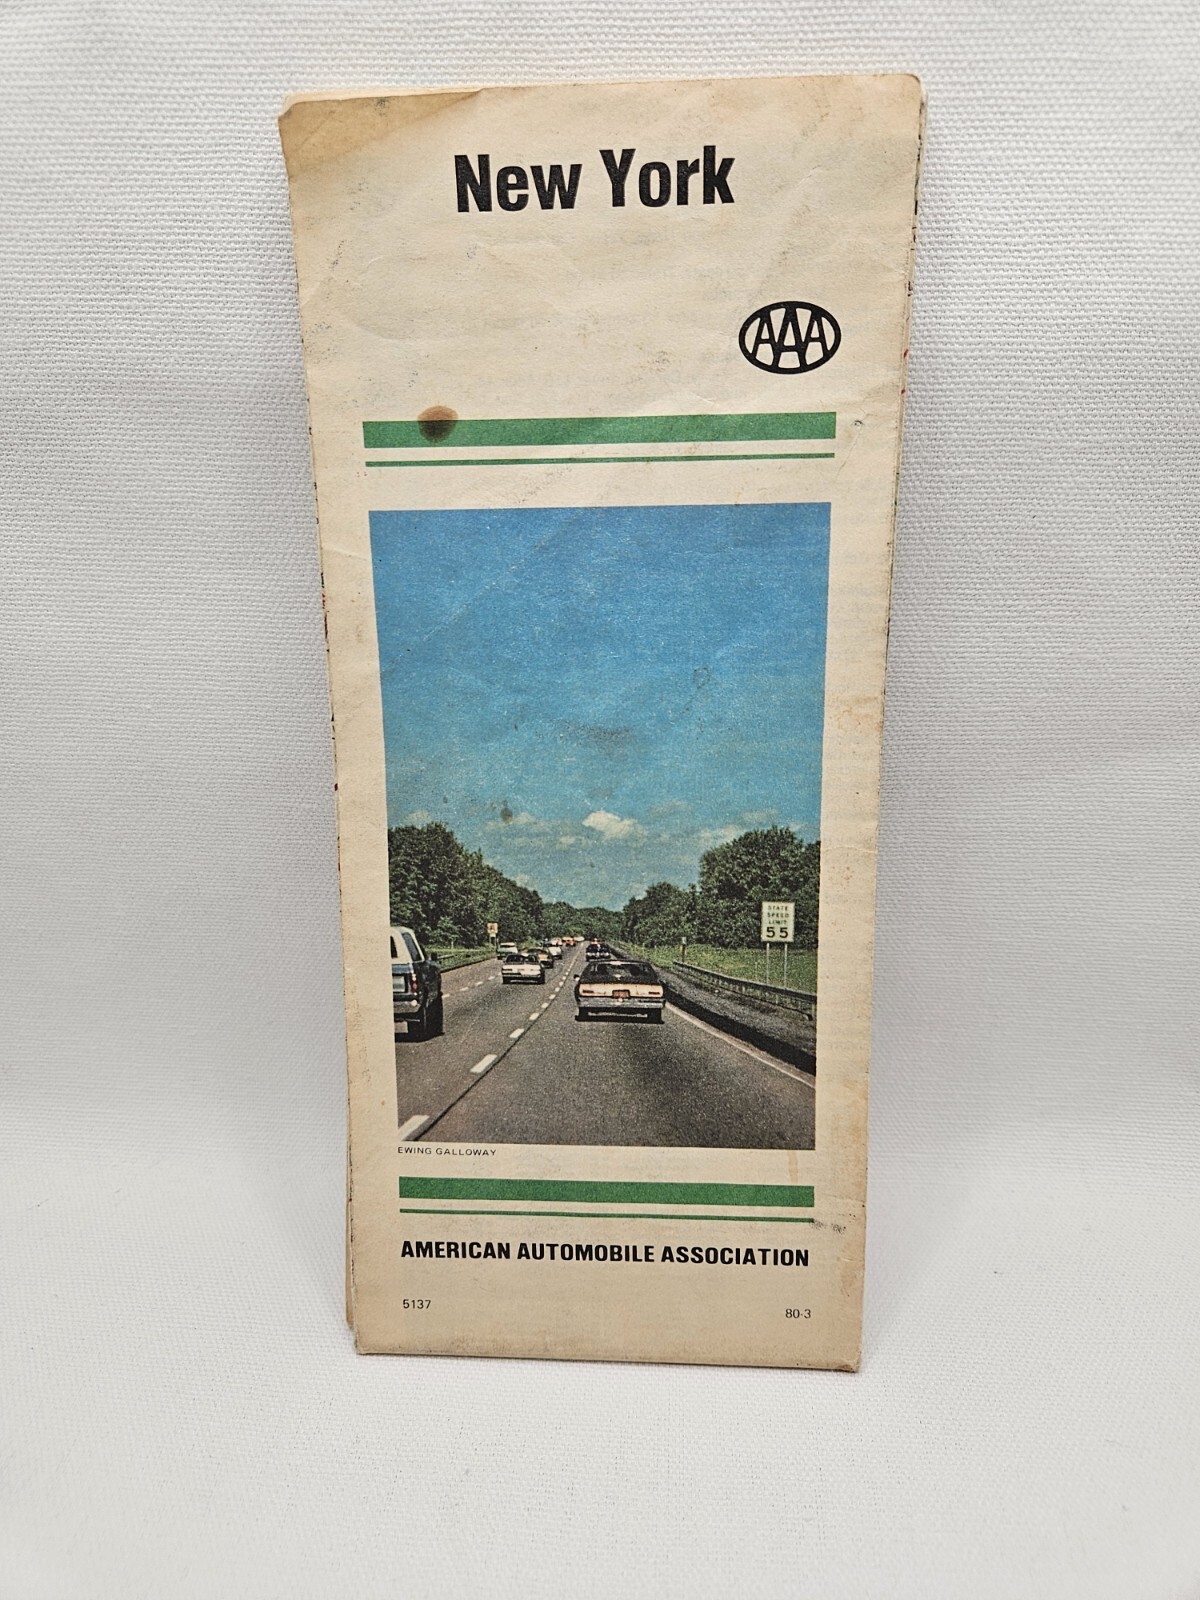 New York
AAA
STATE
SPEED
LIMIT
55
EWING GALLOWAY
AMERICAN AUTOMOBILE ASSOCIATION
5137 80-3